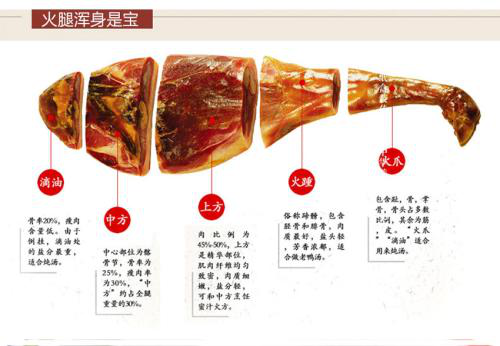 火腿浑身是宝
滴油
骨率20%，瘦肉
含量低。由于
倒挂，滴油处
的盐分最重，
适合炖汤。
中方
中心部位为髂
骨节，骨率为
25%，瘦肉率
为30%，“中
方”约占全腿
重量的30%。
上方
肉比例为
45%-50%，上方
是精华部位，
肌肉纤维均匀
致密，肉质细
嫩，盐分轻，
可和中方烹饪
蜜汁火方。
火踵
俗称蹄膀，包含
胫骨和腓骨，肉
质最好，盐头轻
、芳香浓郁，适
合做老鸭汤。
火爪
包含趾，骨，掌
骨，骨头占多数
比例，其余为筋
，皮。“火爪
”“滴油”适合
用来炖汤。